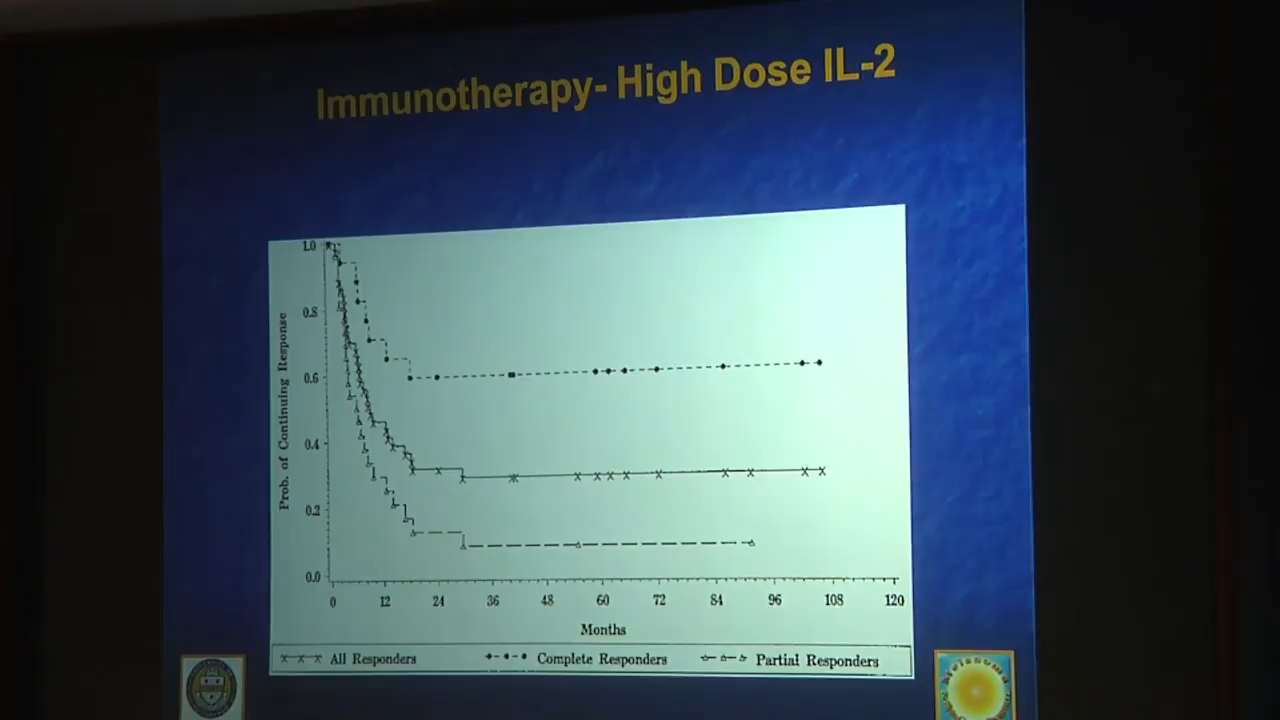 Immunotherapy- High Dose IL-2
1.0
0.8
0.6
0.4
0.2
0.0
Prob. of Continuing Response
0 12 24 36 48 60 72 84 96 108 120
Months
All Responders Complete Responders Partial Responders